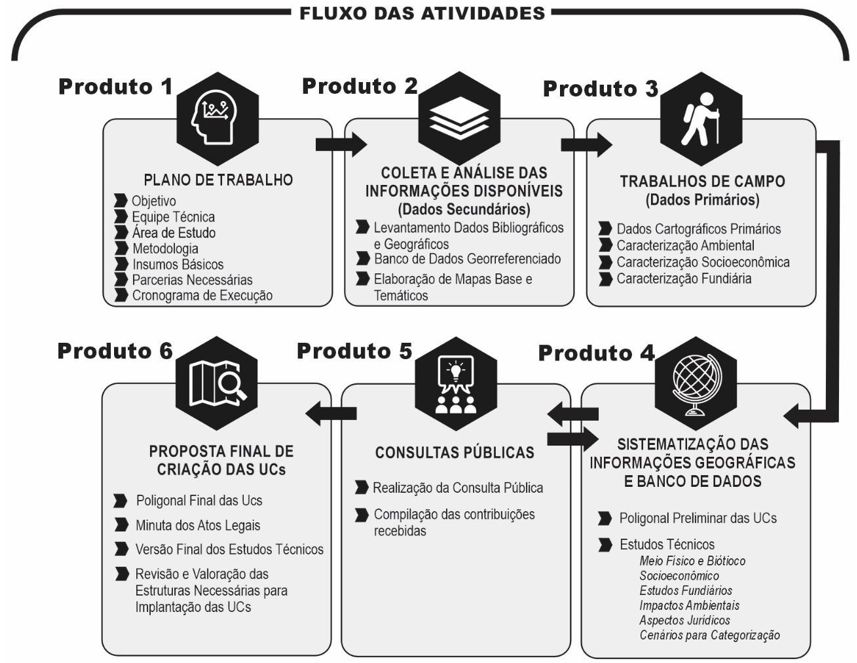 FLUXO DAS ATIVIDADES
Produto 1
PLANO DE TRABALHO
Objetivo
Equipe Técnica
Área de Estudo
Metodologia
Insumos Básicos
Parcerias Necessárias
Cronograma de Execução
Produto 2
COLETA E ANÁLISE DAS
INFORMAÇÕES DISPONÍVEIS
(Dados Secundários)
Levantamento Dados Bibliográficos
e Geográficos
Banco de Dados Georreferenciado
Elaboração de Mapas Base e
Temáticos
Produto 3
TRABALHOS DE CAMPO
(Dados Primários)
Dados Cartográficos Primários
Caracterização Ambiental
Caracterização Socioeconômica
Caracterização Fundiária
Produto 4
SISTEMATIZAÇÃO DAS
INFORMAÇÕES GEOGRÁFICAS
E BANCO DE DADOS
Poligonal Preliminar das UCs
Estudos Técnicos
Meio Físico e Biótioco
Socioeconômico
Estudos Fundiários
Impactos Ambientais
Aspectos Jurídicos
Cenários para Categorização
Produto 5
CONSULTAS PÚBLICAS
Realização da Consulta Pública
Compilação das contribuições
recebidas
Produto 6
PROPOSTA FINAL DE
CRIAÇÃO DAS UCs
Poligonal Final das Ucs
Minuta dos Atos Legais
Versão Final dos Estudos Técnicos
Revisão e Valoração das
Estruturas Necessárias para
Implantação das UCs